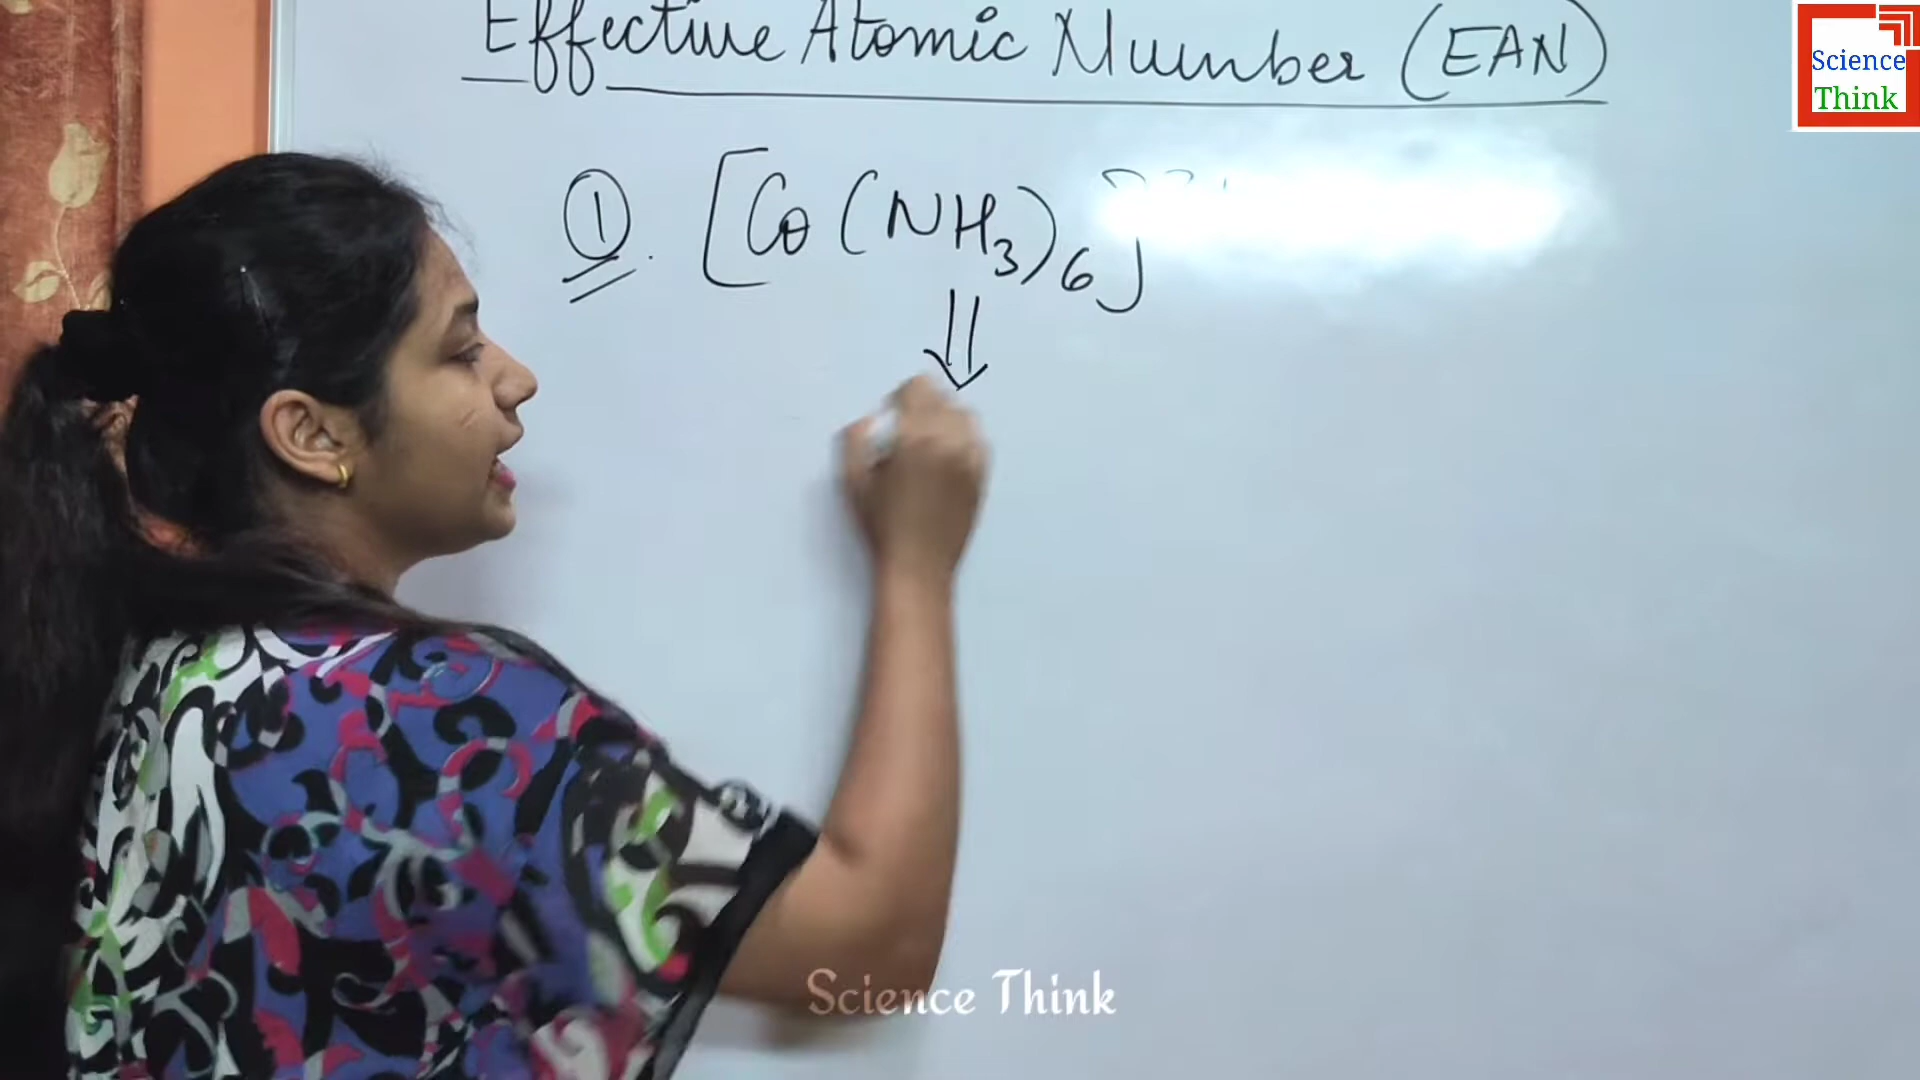 Effective Atomic Number (EAN)
Science
Think
① [Co(NH₃)₆]
Science Think